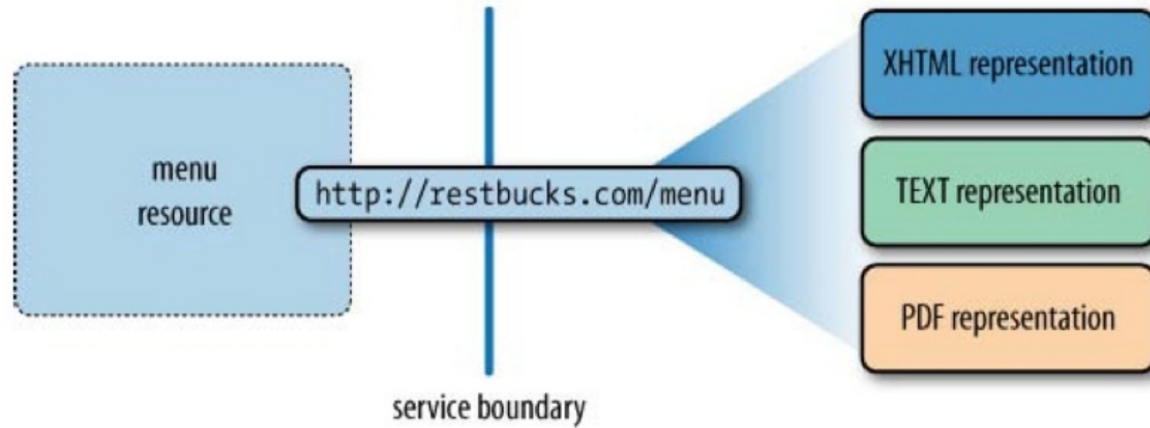 menu
resource
http://restbucks.com/menu
service boundary
XHTML representation
TEXT representation
PDF representation